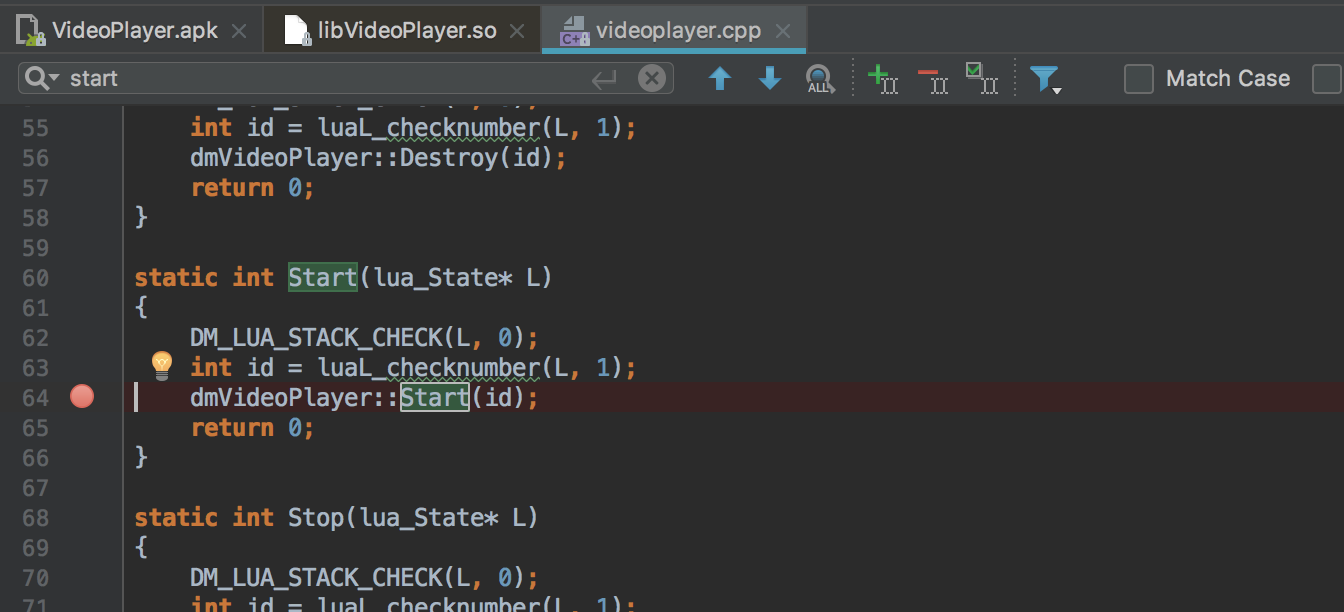 VideoPlayer.apk libVideoPlayer.so videoplayer.cpp
start ALL Match Case
55 int id = luaL_checknumber(L, 1);
56 dmVideoPlayer::Destroy(id);
57 return 0;
58 }
59
60 static int Start(lua_State* L)
61 {
62 DM_LUA_STACK_CHECK(L, 0);
63 int id = luaL_checknumber(L, 1);
64 dmVideoPlayer::Start(id);
65 return 0;
66 }
67
68 static int Stop(lua_State* L)
69 {
70 DM_LUA_STACK_CHECK(L, 0);
71 int id = luaL_checknumber(L, 1);